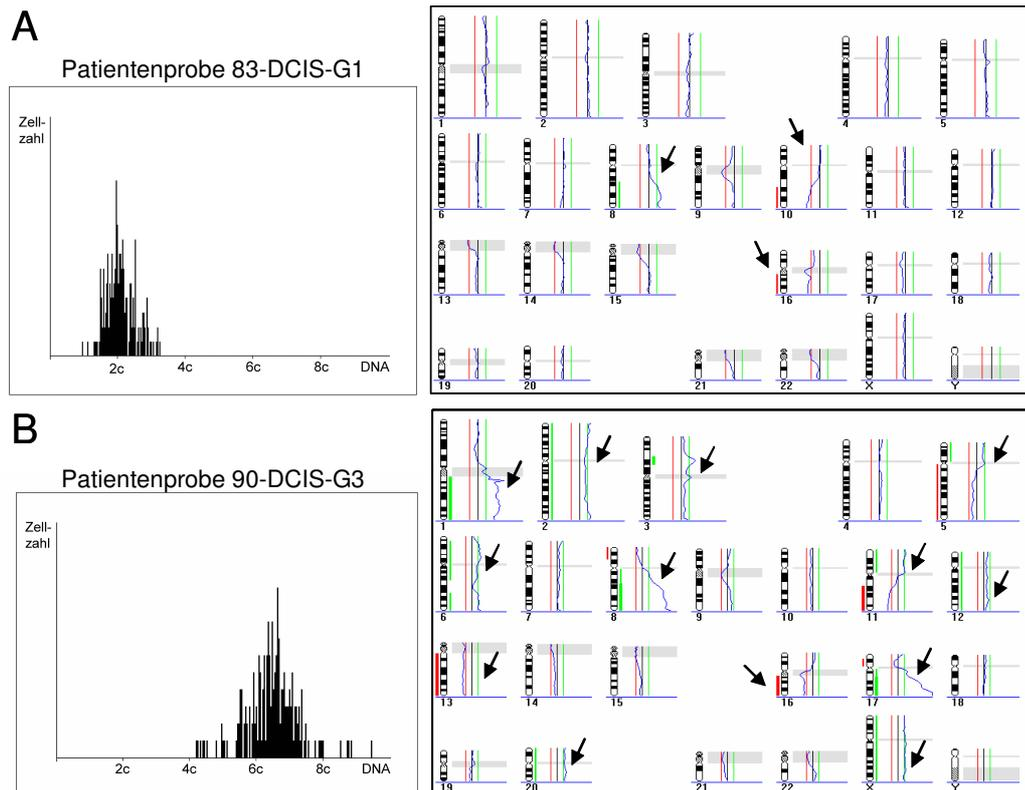 A
Patientenprobe 83-DCIS-G1
Zell-
zahl
2c 4c 6c 8c DNA
1 2 3 4 5
6 7 8 9 10 11 12
13 14 15 16 17 18
19 20 21 22 X Y
B
Patientenprobe 90-DCIS-G3
Zell-
zahl
2c 4c 6c 8c DNA
1 2 3 4 5
6 7 8 9 10 11 12
13 14 15 16 17 18
19 20 21 22 X Y